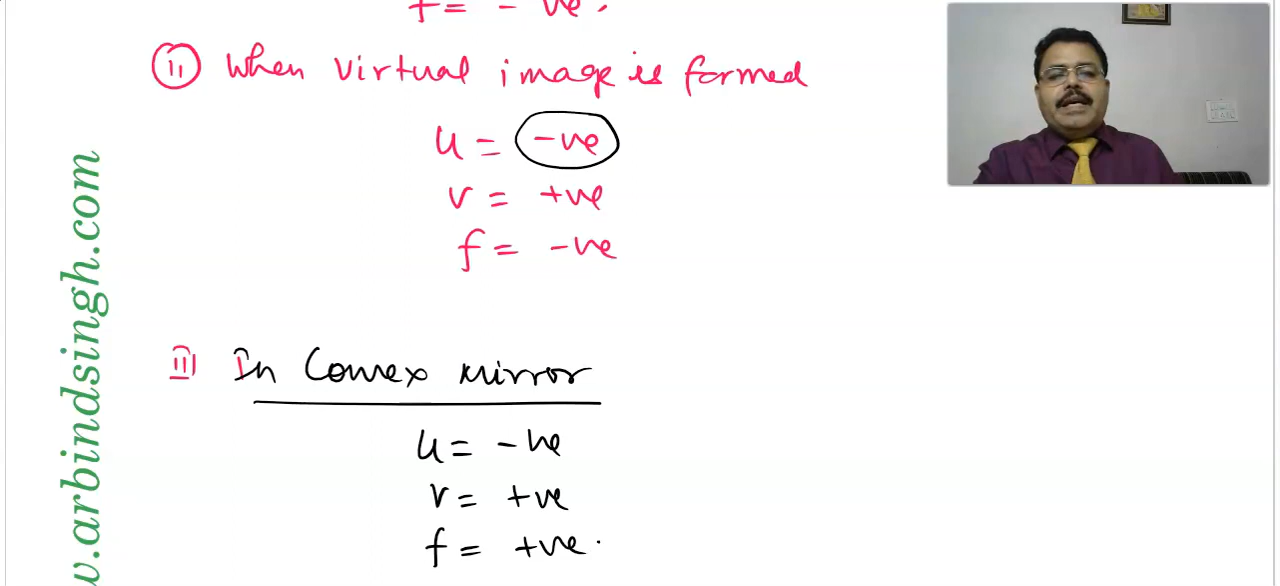 f = - ve.
(ii) When virtual image is formed
u = -ve
v = +ve
f = -ve
II) In Convex mirror
u = -ve
v = +ve
f = +ve.
w.arbindsingh.com